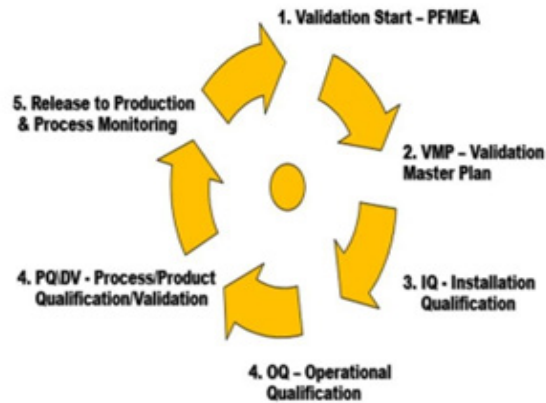 1. Validation Start – PFMEA
2. VMP – Validation
Master Plan
3. IQ - Installation
Qualification
4. OQ – Operational
Qualification
4. PQ\DV - Process/Product
Qualification/Validation
5. Release to Production
& Process Monitoring